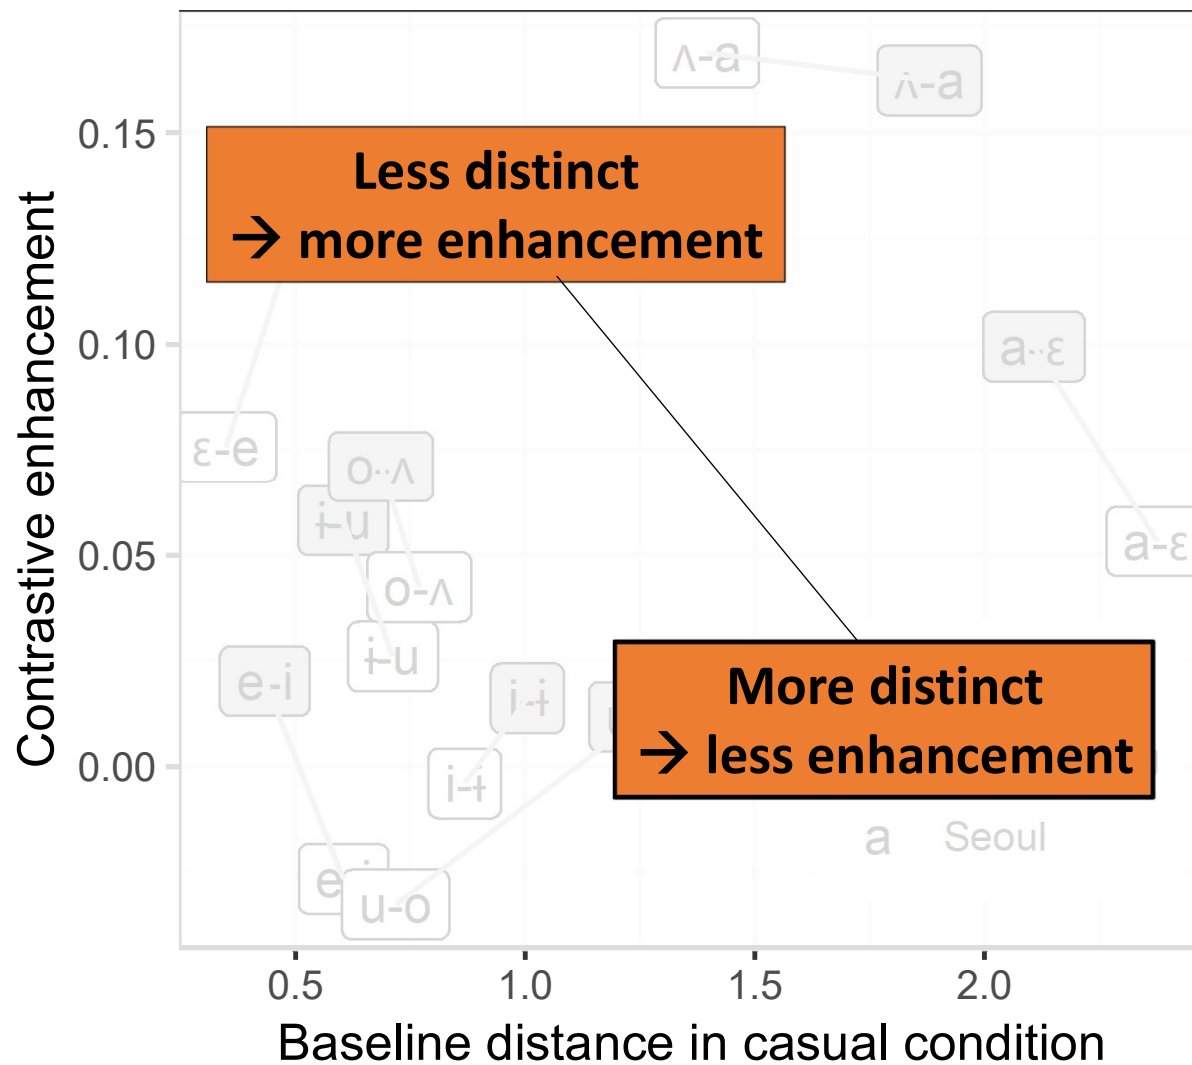 ʌ-a
ʌ-a
0.15
Less distinct
→ more enhancement
0.10
a-ɛ
ɛ-e
o-ʌ
ɨ-u
0.05
a-ɛ
o-ʌ
ɨ-u
e-i
i-ɨ
More distinct
→ less enhancement
0.00
i-ɨ
a Seoul
u-o
0.5 1.0 1.5 2.0
Baseline distance in casual condition
Contrastive enhancement